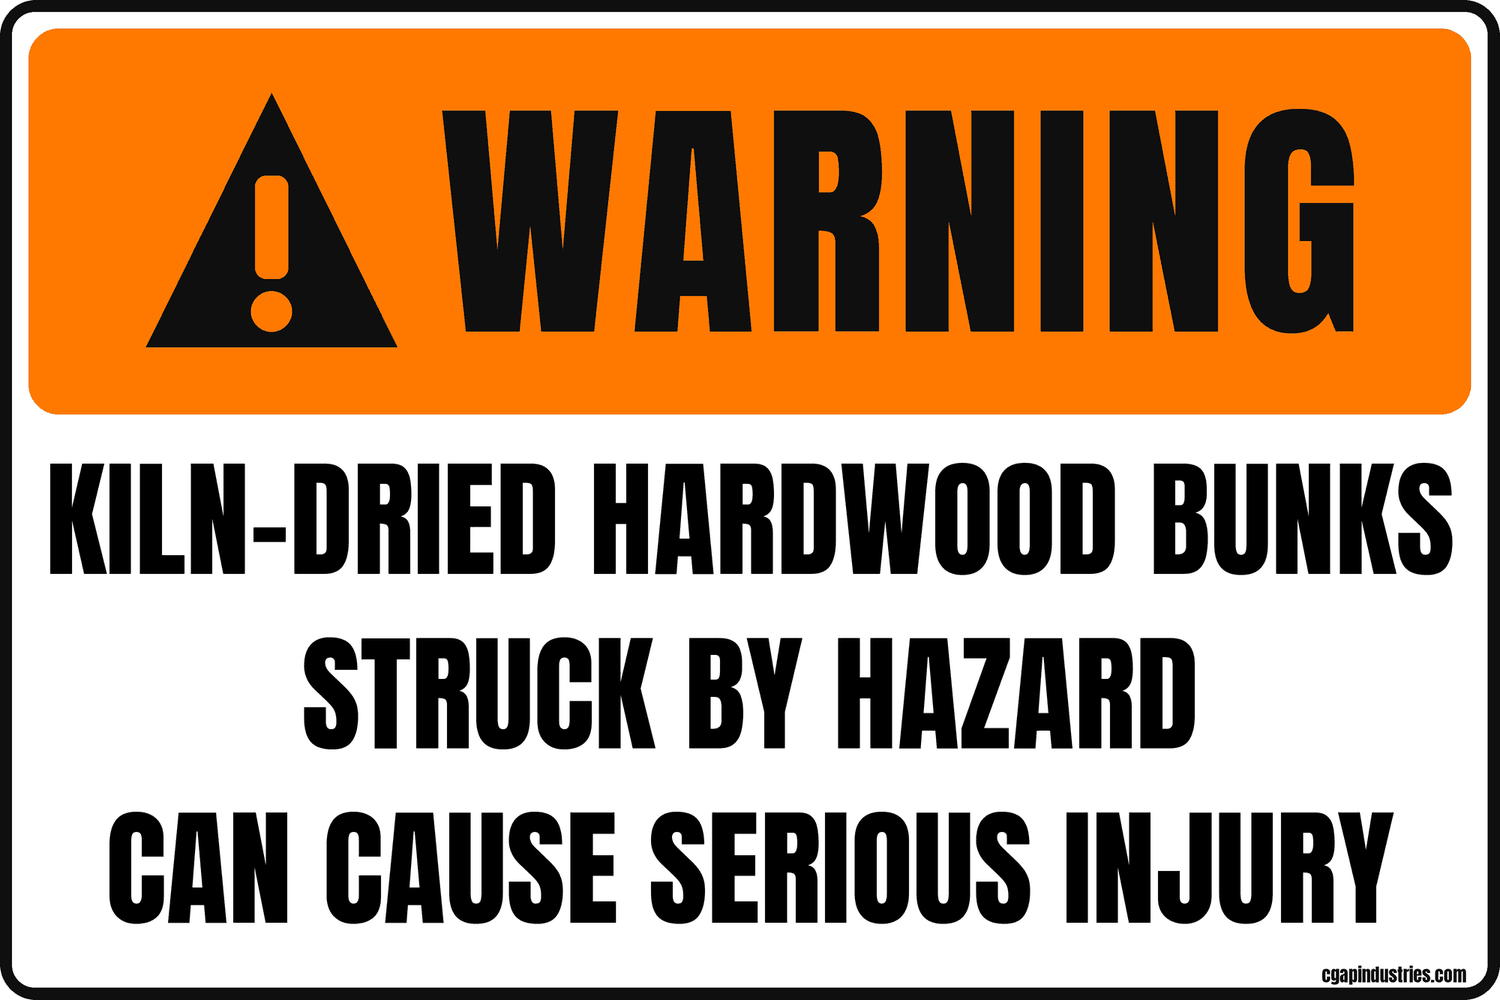 WARNING
KILN-DRIED HARDWOOD BUNKS
STRUCK BY HAZARD
CAN CAUSE SERIOUS INJURY
cgapindustries.com